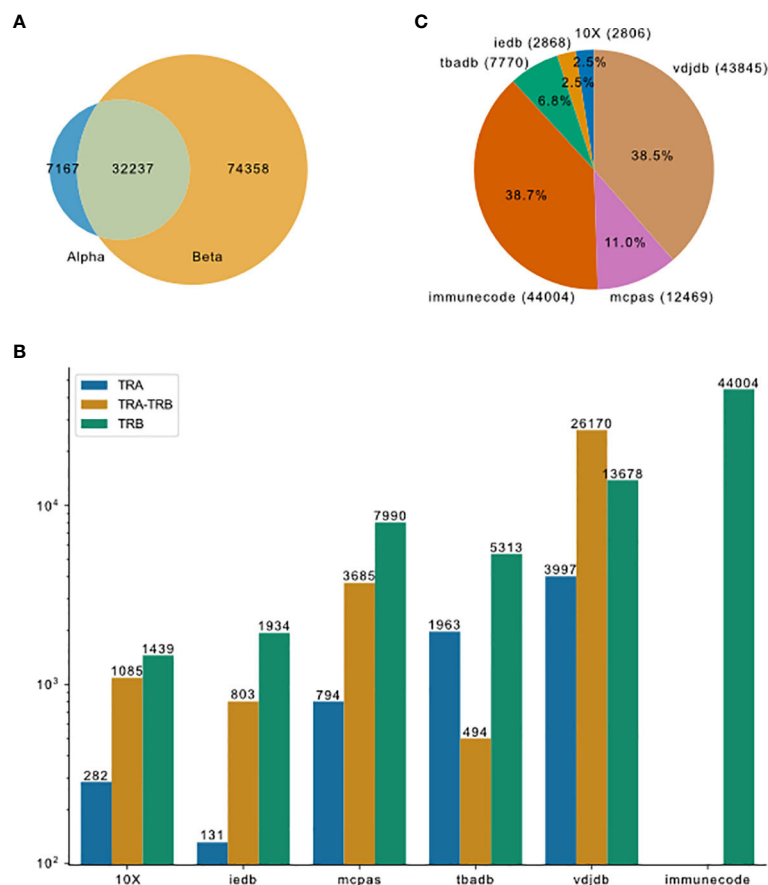 A
7167
32237
74358
Alpha
Beta
C
10X (2806)
iedb (2868)
tbadb (7770)
vdjdb (43845)
2.5%
2.5%
6.8%
38.5%
38.7%
11.0%
immunecode (44004)
mcpas (12469)
B
TRA
TRA-TRB
TRB
44004
26170
13678
10⁴
7990
5313
3685
3997
1963
1934
1439
1085
10³
803
794
494
282
131
10²
10X
iedb
mcpas
tbadb
vdjdb
immunecode